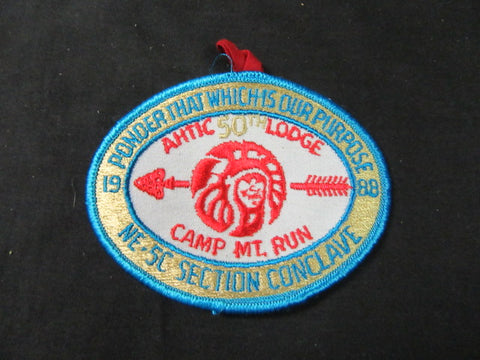 PONDER THAT WHICH IS OUR PURPOSE
AHTIC 50TH LODGE
19 88
CAMP MT. RUN
NE-5C SECTION CONCLAVE